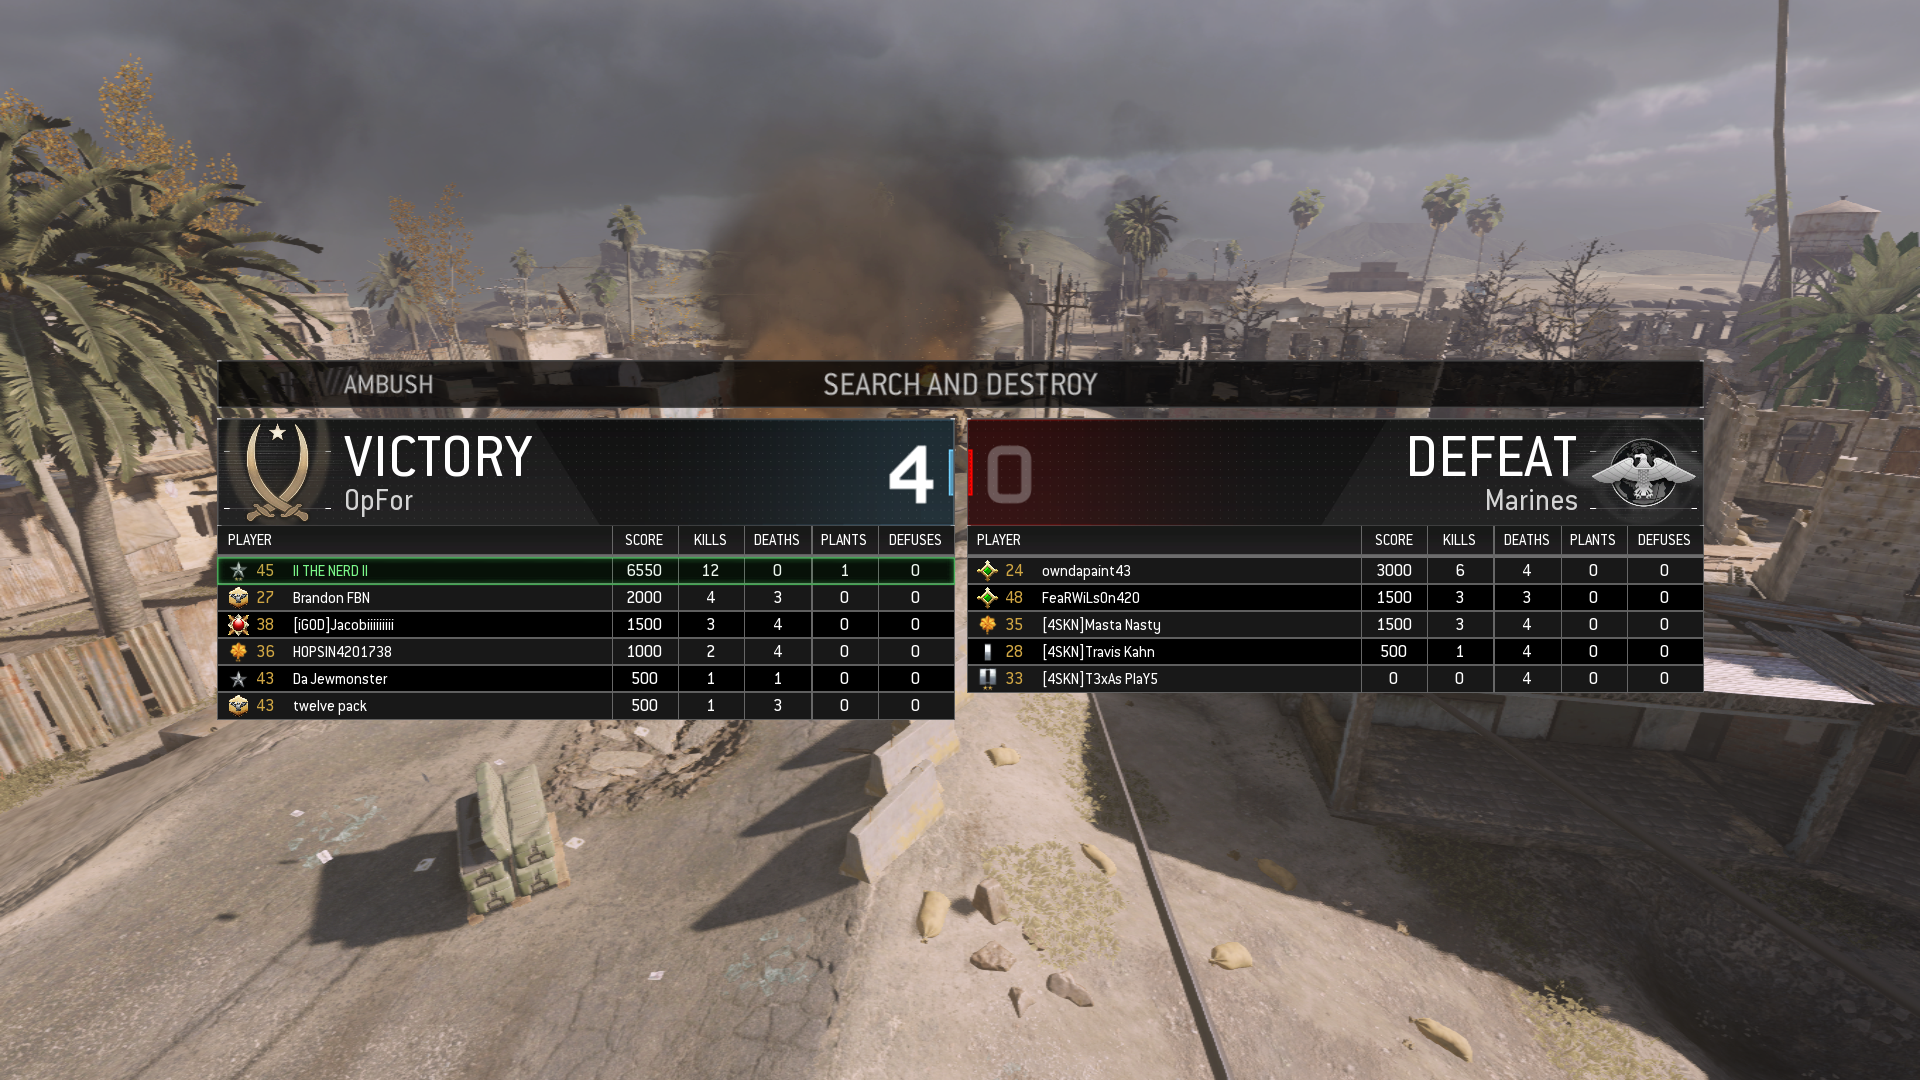 AMBUSH SEARCH AND DESTROY
VICTORY 4 0 DEFEAT
OpFor Marines
PLAYER SCORE KILLS DEATHS PLANTS DEFUSES
45 II THE NERD II 6550 12 0 1 0
27 Brandon FBN 2000 4 3 0 0
38 [iGOD]Jacobiiiiiiiii 1500 3 4 0 0
36 HOPSIN4201738 1000 2 4 0 0
43 Da Jewmonster 500 1 1 0 0
43 twelve pack 500 1 3 0 0
PLAYER SCORE KILLS DEATHS PLANTS DEFUSES
24 owndapaint43 3000 6 4 0 0
48 FeaRWiLsOn420 1500 3 3 0 0
35 [4SKN]Masta Nasty 1500 3 4 0 0
28 [4SKN]Travis Kahn 500 1 4 0 0
33 [4SKN]T3xAs PlaY5 0 0 4 0 0